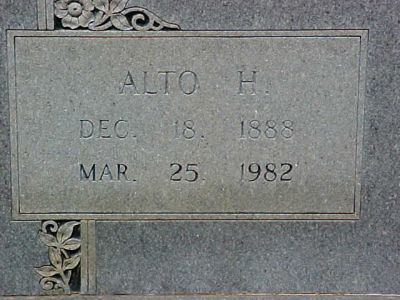 ALTO H.
DEC. 18. 1888
MAR. 25. 1982